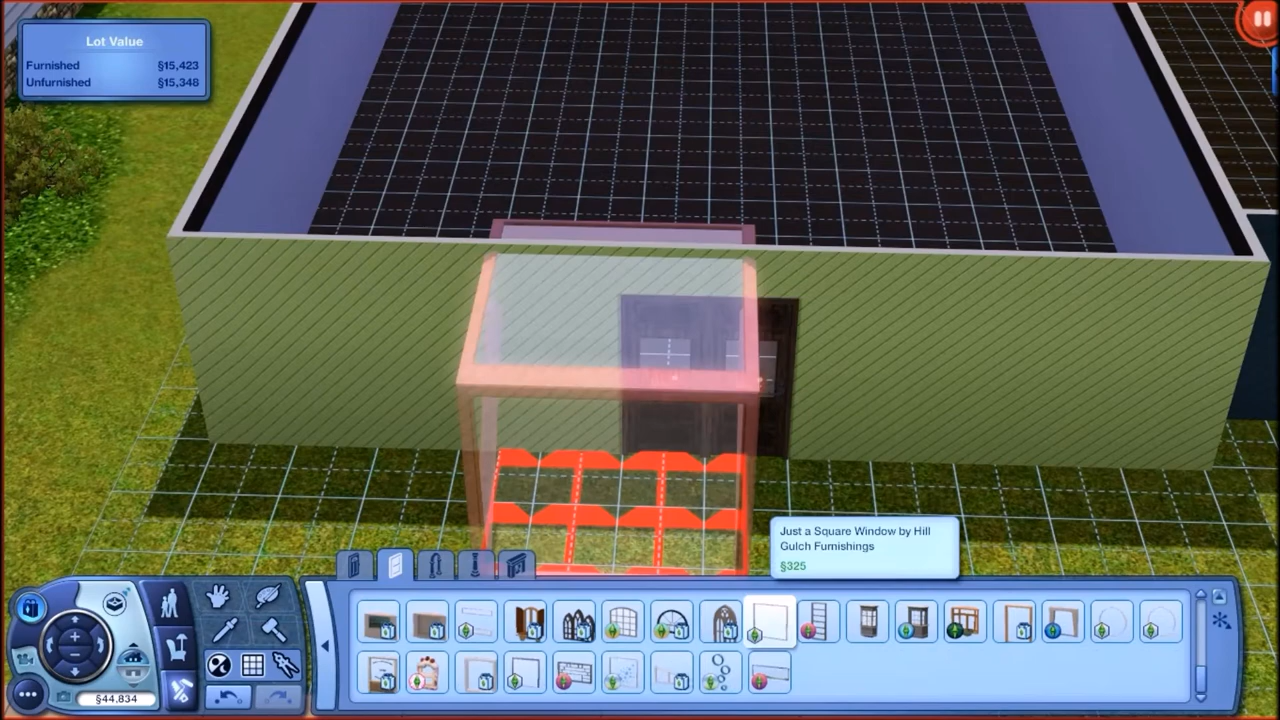 Lot Value
Furnished §15,423
Unfurnished §15,348
Just a Square Window by Hill
Gulch Furnishings
§325
§44,834